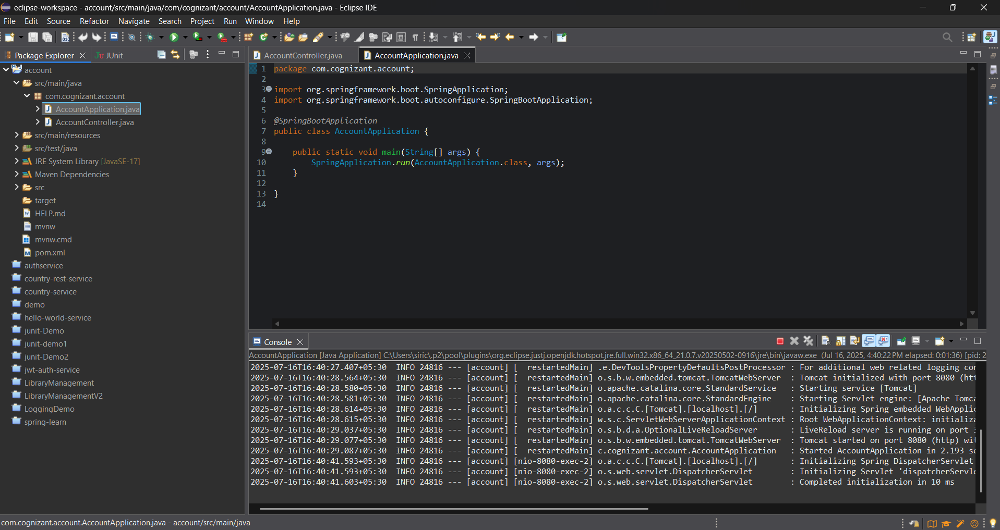 eclipse-workspace - account/src/main/java/com/cognizant/account/AccountApplication.java - Eclipse IDE
File Edit Source Refactor Navigate Search Project Run Window Help
Package Explorer
JUnit
account
src/main/java
com.cognizant.account
AccountApplication.java
AccountController.java
src/main/resources
src/test/java
JRE System Library [JavaSE-17]
Maven Dependencies
src
target
HELP.md
mvnw
mvnw.cmd
pom.xml
authservice
country-rest-service
country-service
demo
hello-world-service
junit-Demo
junit-demo1
junit-Demo2
jwt-auth-service
LibraryManagement
LibraryManagementV2
LoggingDemo
spring-learn
AccountController.java
AccountApplication.java
1 package com.cognizant.account;
2
3 import org.springframework.boot.SpringApplication;
4 import org.springframework.boot.autoconfigure.SpringBootApplication;
5
6 @SpringBootApplication
7 public class AccountApplication {
8
9 public static void main(String[] args) {
10 SpringApplication.run(AccountApplication.class, args);
11 }
12
13 }
14
Console
AccountApplication [Java Application] C:\Users\siric\.p2\pool\plugins\org.eclipse.justj.openjdk.hotspot.jre.full.win32.x86_64_21.0.7.v20250502-0916\jre\bin\javaw.exe (Jul 16, 2025, 4:40:22 PM elapsed: 0:01:36) [pid: 2
2025-07-16T16:40:27.407+05:30 INFO 24816 --- [account] [ restartedMain] .e.DevToolsPropertyDefaultsPostProcessor : For additional web related logging co
2025-07-16T16:40:28.564+05:30 INFO 24816 --- [account] [ restartedMain] o.s.b.w.embedded.tomcat.TomcatWebServer : Tomcat initialized with port 8080 (htt
2025-07-16T16:40:28.580+05:30 INFO 24816 --- [account] [ restartedMain] o.apache.catalina.core.StandardService : Starting service [Tomcat]
2025-07-16T16:40:28.581+05:30 INFO 24816 --- [account] [ restartedMain] o.apache.catalina.core.StandardEngine : Starting Servlet engine: [Apache Tomca
2025-07-16T16:40:28.614+05:30 INFO 24816 --- [account] [ restartedMain] o.a.c.c.C.[Tomcat].[localhost].[/] : Initializing Spring embedded WebApplic
2025-07-16T16:40:28.615+05:30 INFO 24816 --- [account] [ restartedMain] w.s.c.ServletWebServerApplicationContext : Root WebApplicationContext: initializa
2025-07-16T16:40:29.037+05:30 INFO 24816 --- [account] [ restartedMain] o.s.b.d.a.OptionalLiveReloadServer : LiveReload server is running on port
2025-07-16T16:40:29.077+05:30 INFO 24816 --- [account] [ restartedMain] o.s.b.w.embedded.tomcat.TomcatWebServer : Tomcat started on port 8080 (http) wit
2025-07-16T16:40:29.087+05:30 INFO 24816 --- [account] [ restartedMain] c.cognizant.account.AccountApplication : Started AccountApplication in 2.193 se
2025-07-16T16:40:41.593+05:30 INFO 24816 --- [account] [nio-8080-exec-2] o.a.c.c.C.[Tomcat].[localhost].[/] : Initializing Spring DispatcherServlet
2025-07-16T16:40:41.593+05:30 INFO 24816 --- [account] [nio-8080-exec-2] o.s.web.servlet.DispatcherServlet : Initializing Servlet 'dispatcherServle
2025-07-16T16:40:41.603+05:30 INFO 24816 --- [account] [nio-8080-exec-2] o.s.web.servlet.DispatcherServlet : Completed initialization in 10 ms
com.cognizant.account.AccountApplication.java - account/src/main/java